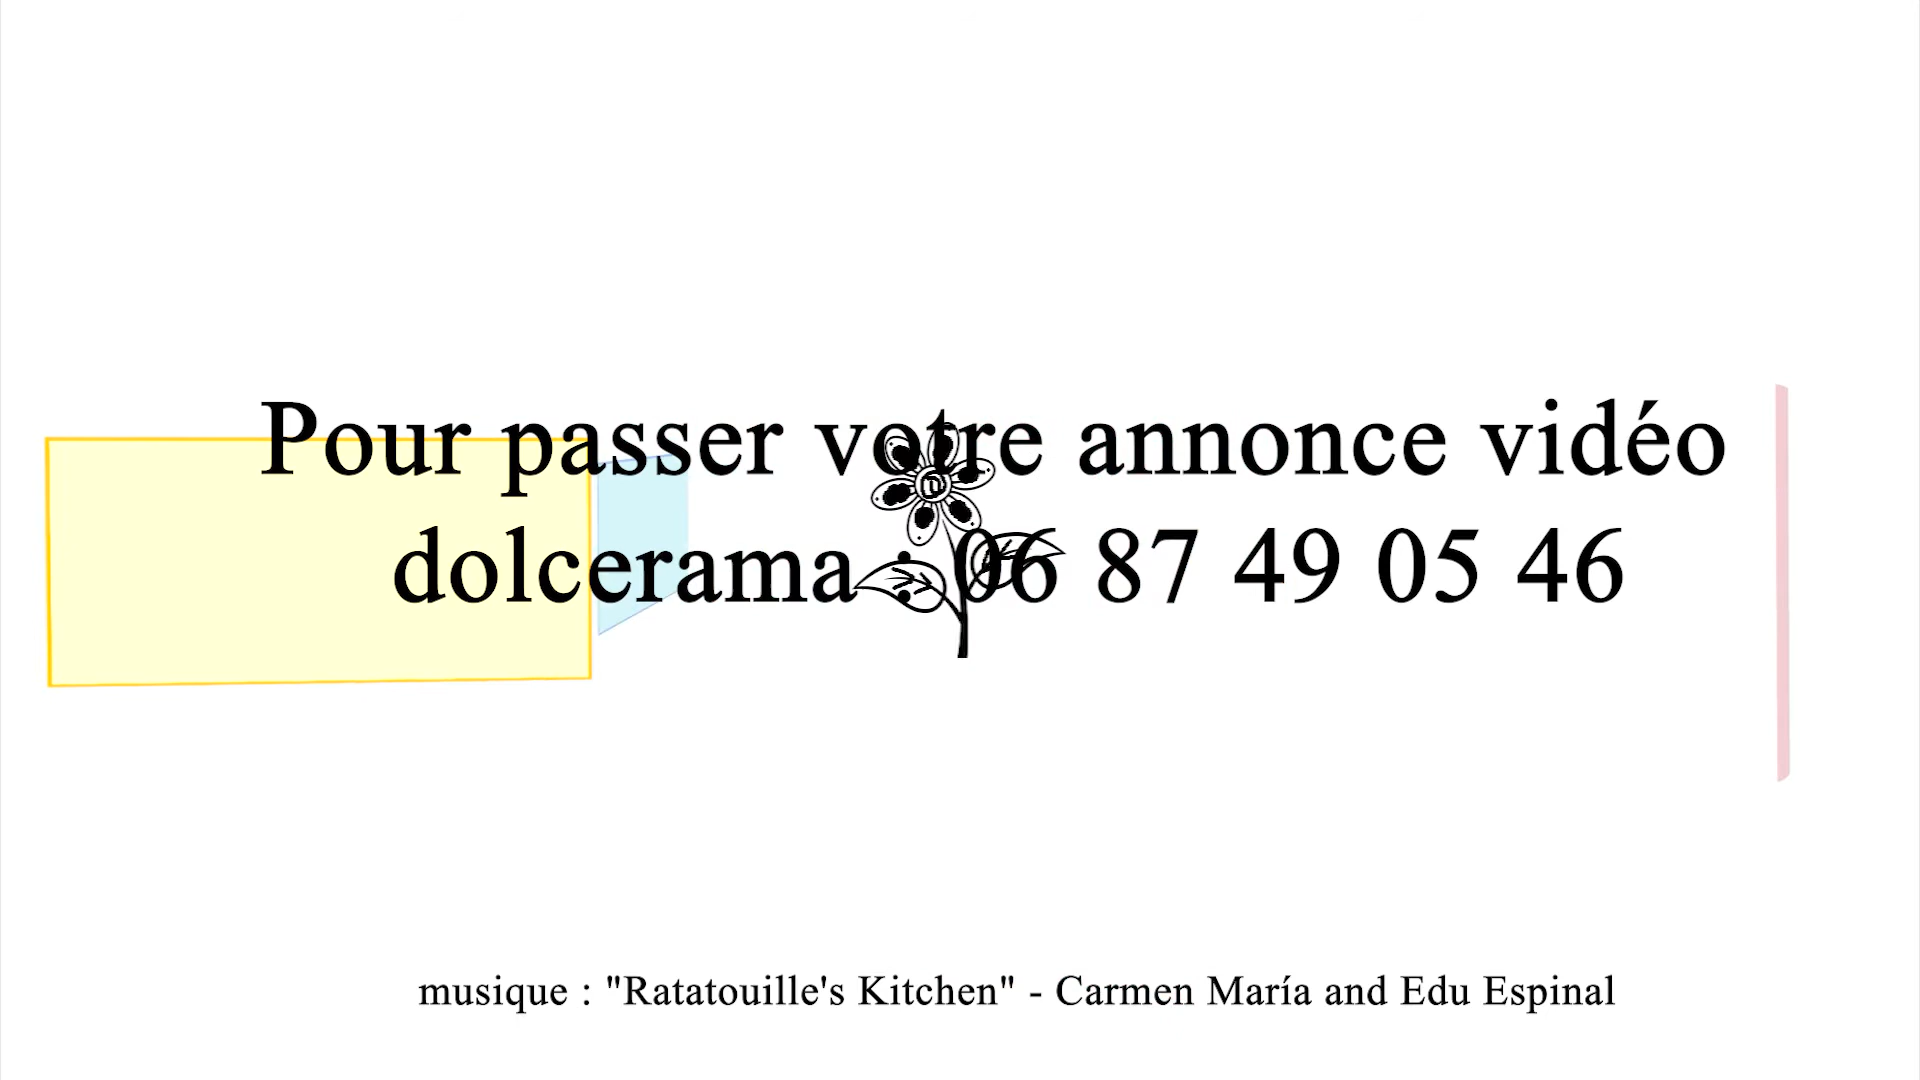 Pour passer votre annonce vidéo
dolcerama : 06 87 49 05 46
musique : "Ratatouille's Kitchen" - Carmen María and Edu Espinal